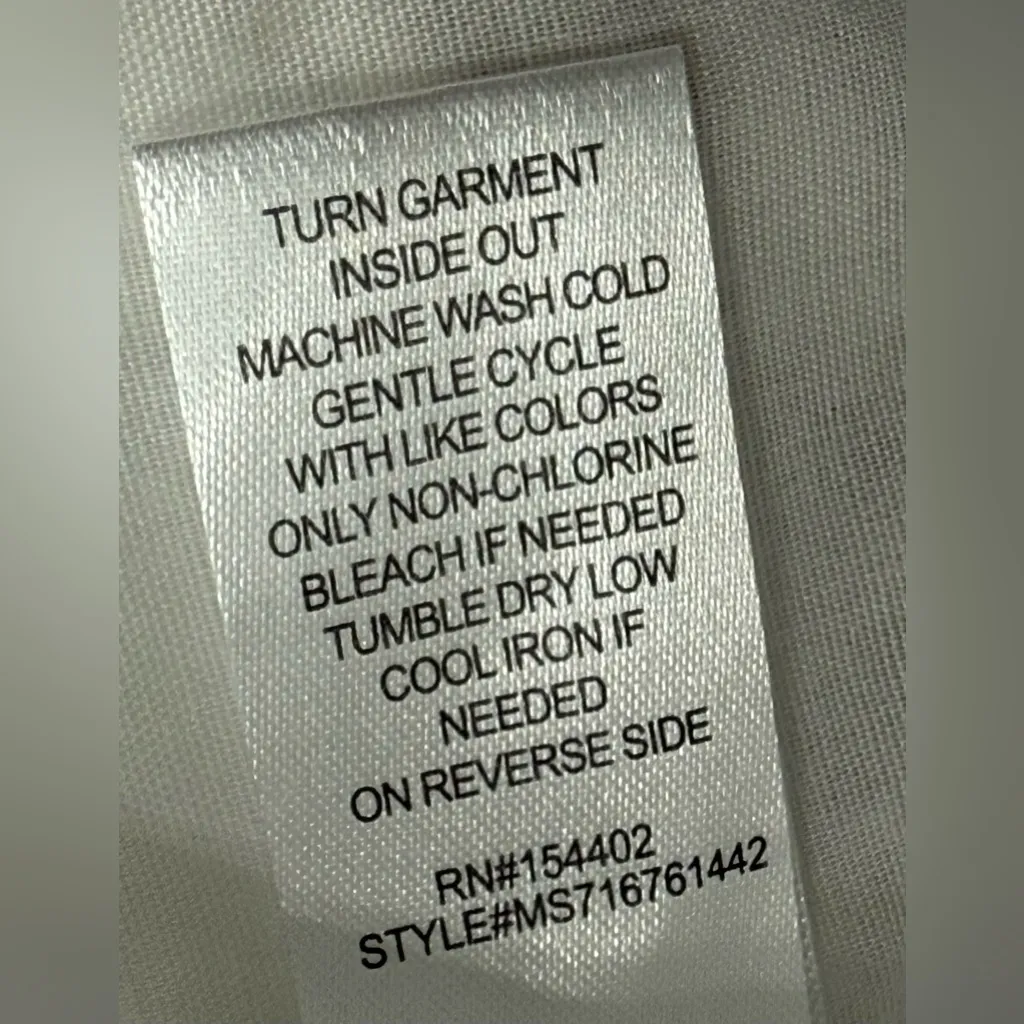 TURN GARMENT
INSIDE OUT
MACHINE WASH COLD
GENTLE CYCLE
WITH LIKE COLORS
ONLY NON-CHLORINE
BLEACH IF NEEDED
TUMBLE DRY LOW
COOL IRON IF
NEEDED
ON REVERSE SIDE
RN#154402
STYLE#MS716761442